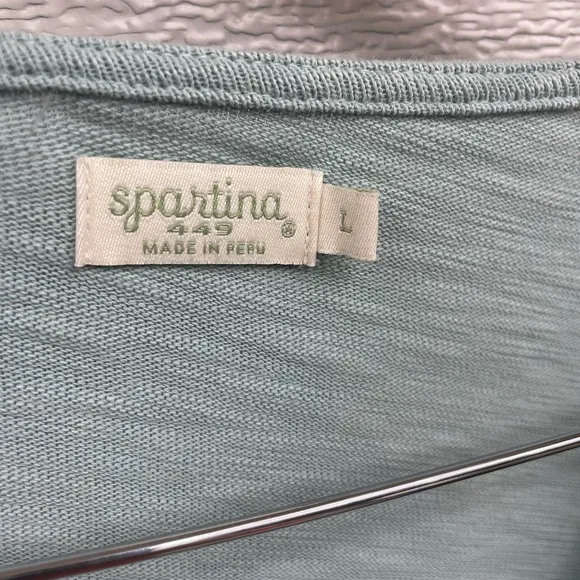 spartina
449 ®
MADE IN PERU
L